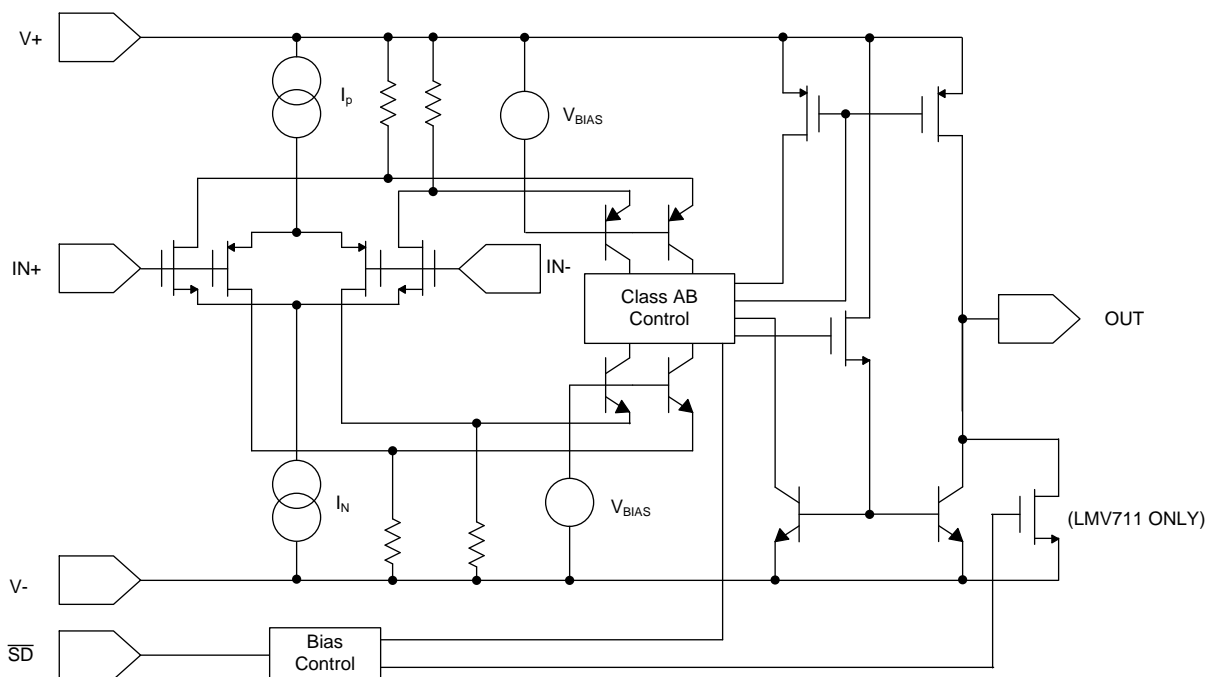 V+
Ip
VBIAS
IN+
IN-
Class AB
Control
OUT
IN
VBIAS
(LMV711 ONLY)
V-
SD
Bias
Control